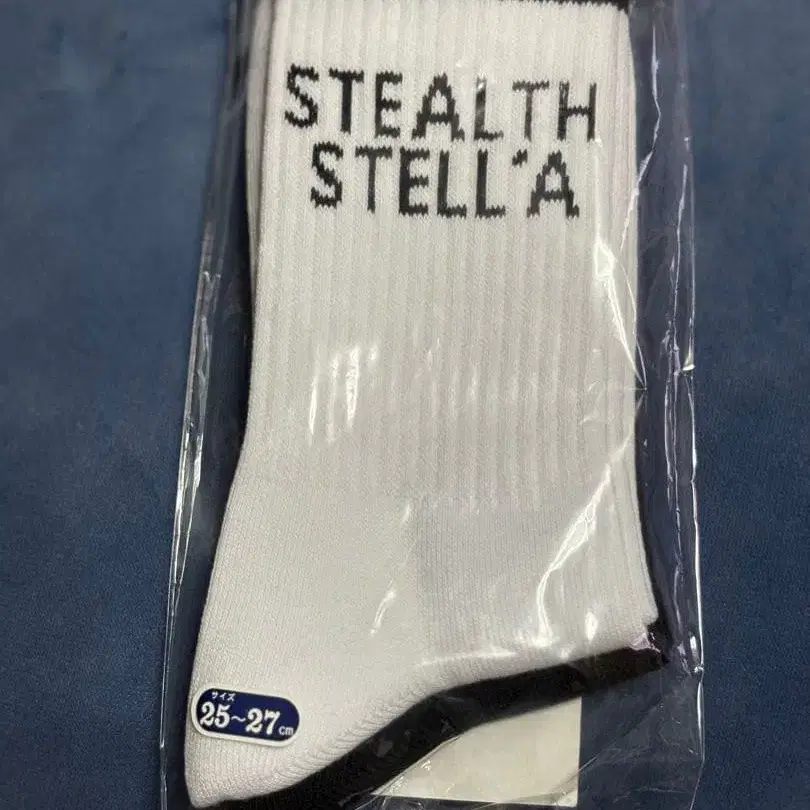 STEALTH
STELL'A
サイズ
25~27cm